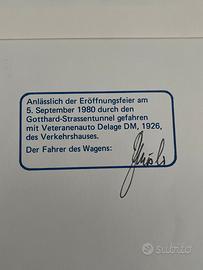 Anlässlich der Eröffnungsfeier am
5. September 1980 durch den
Gotthard-Strassentunnel gefahren
mit Veteranenauto Delage DM, 1926,
des Verkehrshauses.
Der Fahrer des Wagens:
subito